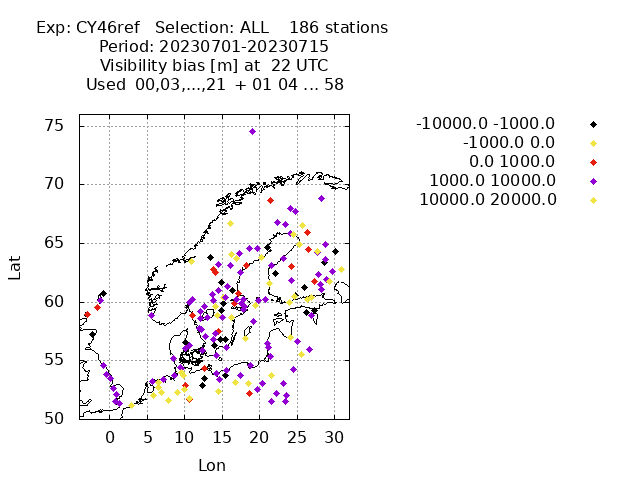 Exp: CY46ref   Selection: ALL    186 stations
Period: 20230701-20230715
Visibility bias [m] at  22 UTC
Used  00,03,...,21  + 01 04 ... 58
-10000.0 -1000.0
-1000.0 0.0
0.0 1000.0
1000.0 10000.0
10000.0 20000.0
75
70
65
60
55
50
Lat
0 5 10 15 20 25 30
Lon